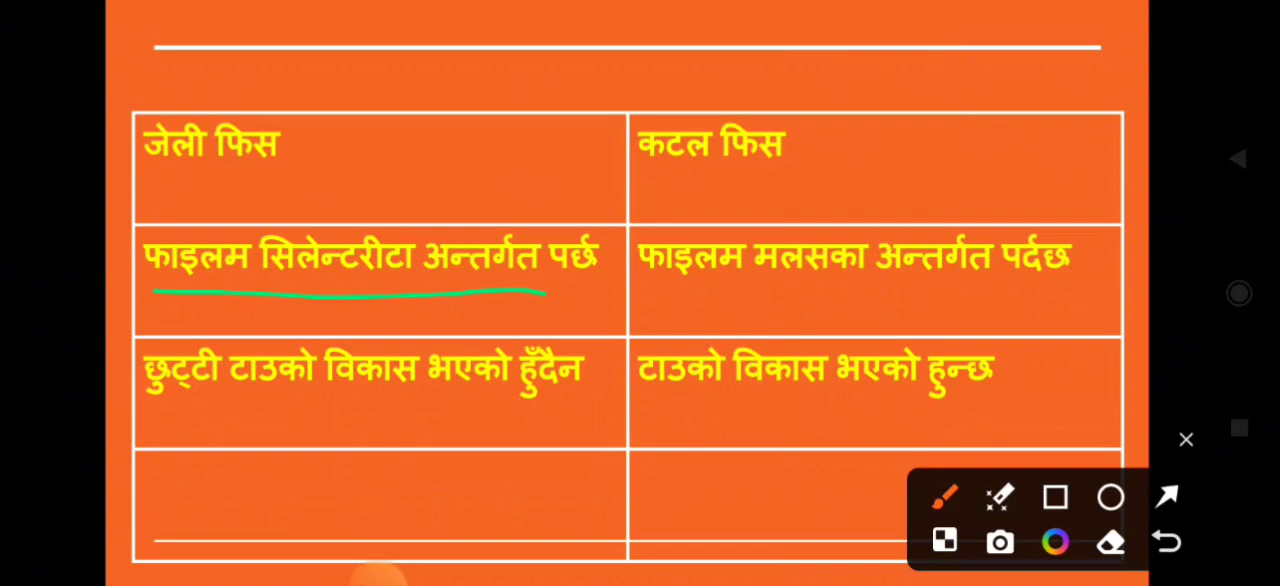 जेली फिस
कटल फिस
फाइलम सिलेन्टरीटा अन्तर्गत पर्छ
फाइलम मलसका अन्तर्गत पर्दछ
छुट्टी टाउको विकास भएको हुँदैन
टाउको विकास भएको हुन्छ